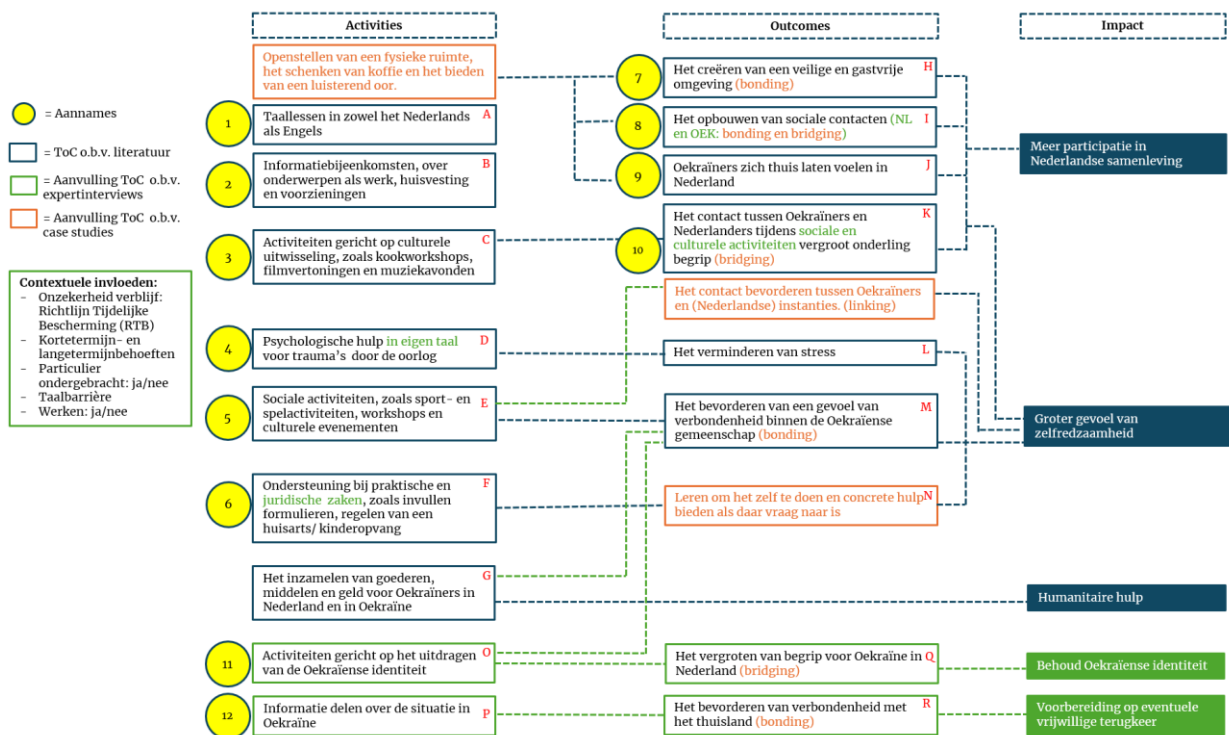 Activities
Outcomes
Impact
Openstellen van een fysieke ruimte,
het schenken van koffie en het bieden
van een luisterend oor.
7
Het creëren van een veilige en gastvrije
omgeving (bonding)
H
= Aannames
1
Taallessen in zowel het Nederlands
als Engels
A
8
Het opbouwen van sociale contacten (NL
en OEK: bonding en bridging)
I
Meer participatie in
Nederlandse samenleving
= ToC o.b.v. literatuur
2
Informatiebijeenkomsten, over
onderwerpen als werk, huisvesting
en voorzieningen
B
9
Oekraïners zich thuis laten voelen in
Nederland
J
= Aanvulling ToC o.b.v.
expertinterviews
= Aanvulling ToC o.b.v.
case studies
3
Activiteiten gericht op culturele
uitwisseling, zoals kookworkshops,
filmvertoningen en muziekavonden
C
10
Het contact tussen Oekraïners en
Nederlanders tijdens sociale en
culturele activiteiten vergroot onderling
begrip (bridging)
K
Contextuele invloeden:
- Onzekerheid verblijf:
Richtlijn Tijdelijke
Bescherming (RTB)
- Kortetermijn- en
langetermijnbehoeften
- Particulier
ondergebracht: ja/nee
- Taalbarrière
- Werken: ja/nee
Het contact bevorderen tussen Oekraïners
en (Nederlandse) instanties. (linking)
4
Psychologische hulp in eigen taal
voor trauma's door de oorlog
D
Het verminderen van stress
L
5
Sociale activiteiten, zoals sport- en
spelactiviteiten, workshops en
culturele evenementen
E
Het bevorderen van een gevoel van
verbondenheid binnen de Oekraïense
gemeenschap (bonding)
M
Groter gevoel van
zelfredzaamheid
6
Ondersteuning bij praktische en
juridische zaken, zoals invullen
formulieren, regelen van een
huisarts/ kinderopvang
F
Leren om het zelf te doen en concrete hulp
bieden als daar vraag naar is
N
Het inzamelen van goederen,
middelen en geld voor Oekraïners in
Nederland en in Oekraïne
G
Humanitaire hulp
11
Activiteiten gericht op het uitdragen
van de Oekraïense identiteit
O
Het vergroten van begrip voor Oekraïne in
Nederland (bridging)
Q
Behoud Oekraïense identiteit
12
Informatie delen over de situatie in
Oekraïne
P
Het bevorderen van verbondenheid met
het thuisland (bonding)
R
Voorbereiding op eventuele
vrijwillige terugkeer